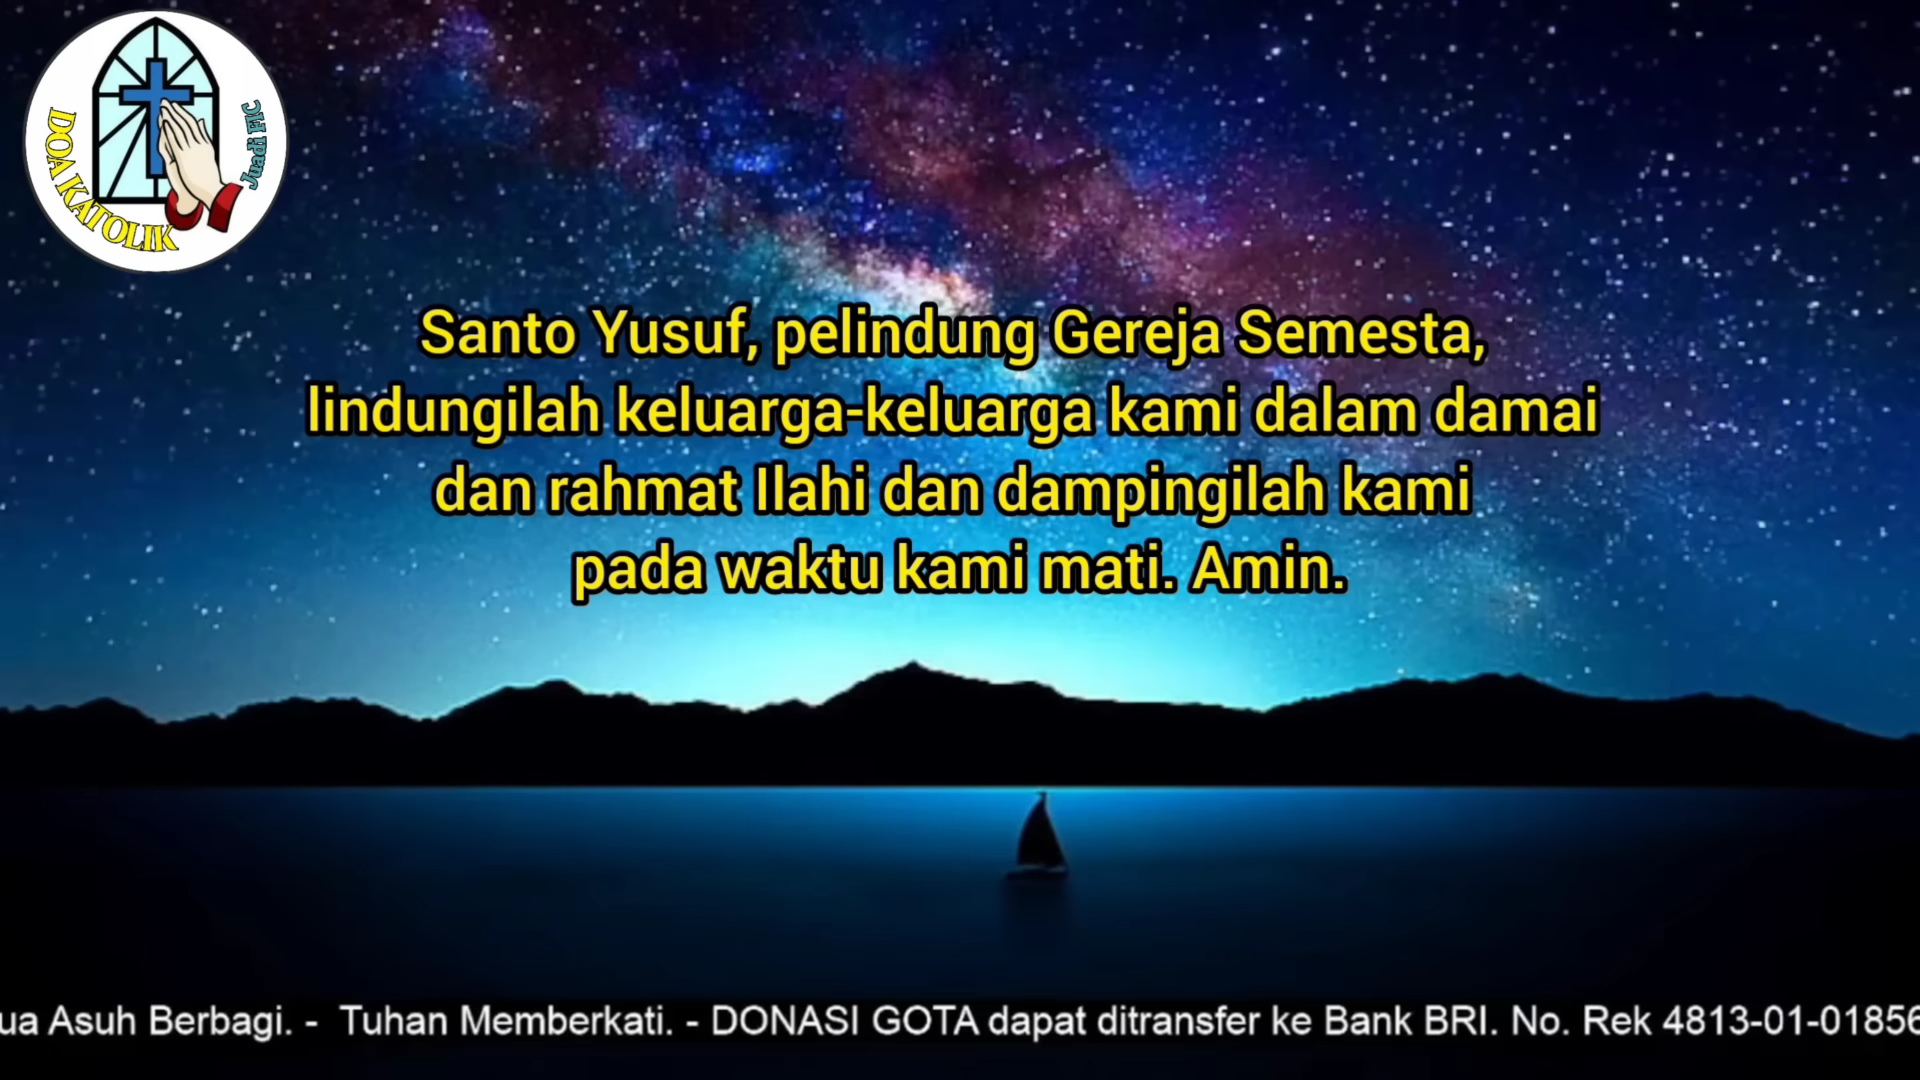 DOA KATOLIK
Juadi FIC
Santo Yusuf, pelindung Gereja Semesta,
lindungilah keluarga-keluarga kami dalam damai
dan rahmat Ilahi dan dampingilah kami
pada waktu kami mati. Amin.
Asuh Berbagi. - Tuhan Memberkati. - DONASI GOTA dapat ditransfer ke Bank BRI. No. Rek 4813-01-01856